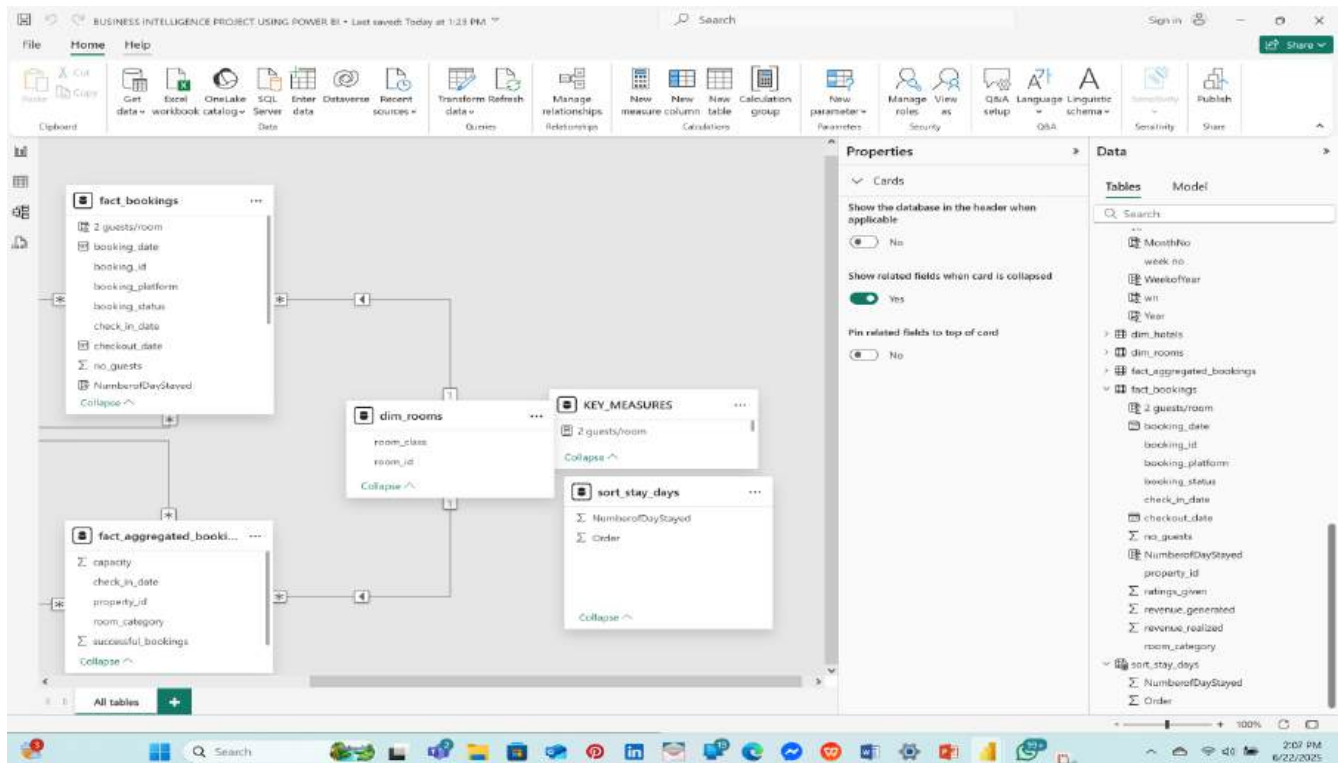 BUSINESS INTELLIGENCE PROJECT USING POWER BI • Last saved: Today at 1:23 PM
Search
Sign in
File Home Help
Share
Paste
Cut
Copy
Get data
Excel workbook
OneLake catalog
SQL Server
Enter data
Dataverse
Recent sources
Transform data
Refresh
Manage relationships
New measure
New column
New table
Calculation group
New parameter
Manage roles
View as
Q&A setup
Language
Linguistic schema
Sensitivity
Publish
Clipboard
Data
Queries
Relationships
Calculations
Parameters
Security
Q&A
Sensitivity
Share
fact_bookings
2 guests/room
booking_date
booking_id
booking_platform
booking_status
check_in_date
checkout_date
no_guests
NumberofDayStayed
Collapse
dim_rooms
room_class
room_id
Collapse
KEY_MEASURES
2 guests/room
Collapse
sort_stay_days
NumberofDayStayed
Order
Collapse
fact_aggregated_booki...
capacity
check_in_date
property_id
room_category
successful_bookings
Collapse
All tables
Properties
Cards
Show the database in the header when
applicable
No
Show related fields when card is collapsed
Yes
Pin related fields to top of card
No
Data
Tables Model
Search
MonthNo
week no
WeekofYear
wn
Year
dim_hotels
dim_rooms
fact_aggregated_bookings
fact_bookings
2 guests/room
booking_date
booking_id
booking_platform
booking_status
check_in_date
checkout_date
no_guests
NumberofDayStayed
property_id
ratings_given
revenue_generated
revenue_realized
room_category
sort_stay_days
NumberofDayStayed
Order
100%
Search
2:07 PM
6/22/2025